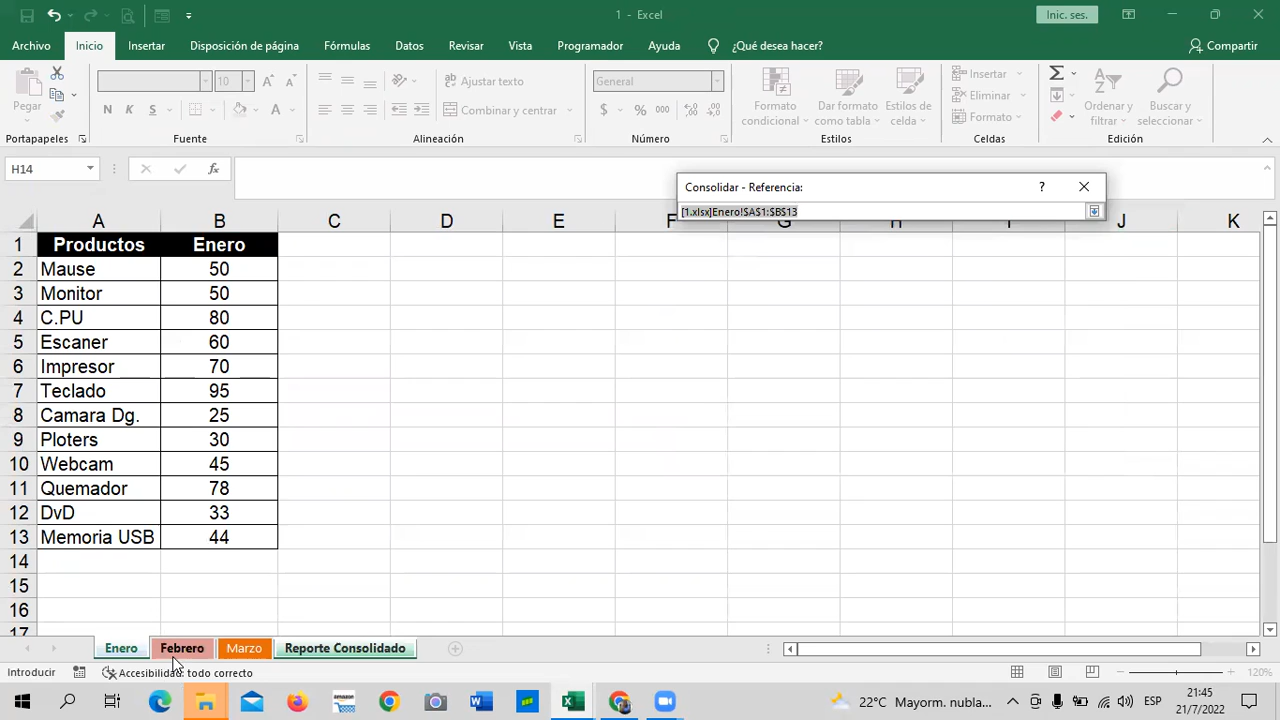 1 - Excel
Inic. ses.
Archivo Inicio Insertar Disposición de página Fórmulas Datos Revisar Vista Programador Ayuda ¿Qué desea hacer? Compartir
Pegar
10
N K S
Ajustar texto
Combinar y centrar
General
$ % 000
Formato condicional
Dar formato como tabla
Estilos de celda
Insertar
Eliminar
Formato
Ordenar y filtrar
Buscar y seleccionar
Portapapeles Fuente Alineación Número Estilos Celdas Edición
H14
fx
Consolidar - Referencia:
[1.xlsx]Enero!$A$1:$B$13
A B C D E F G H I J K
1 Productos Enero
2 Mause 50
3 Monitor 50
4 C.PU 80
5 Escaner 60
6 Impresor 70
7 Teclado 95
8 Camara Dg. 25
9 Ploters 30
10 Webcam 45
11 Quemador 78
12 DvD 33
13 Memoria USB 44
14
15
16
17
Enero Febrero Marzo Reporte Consolidado
Introducir Accesibilidad: todo correcto 120%
22°C Mayorm. nubla... ESP 21:45
21/7/2022